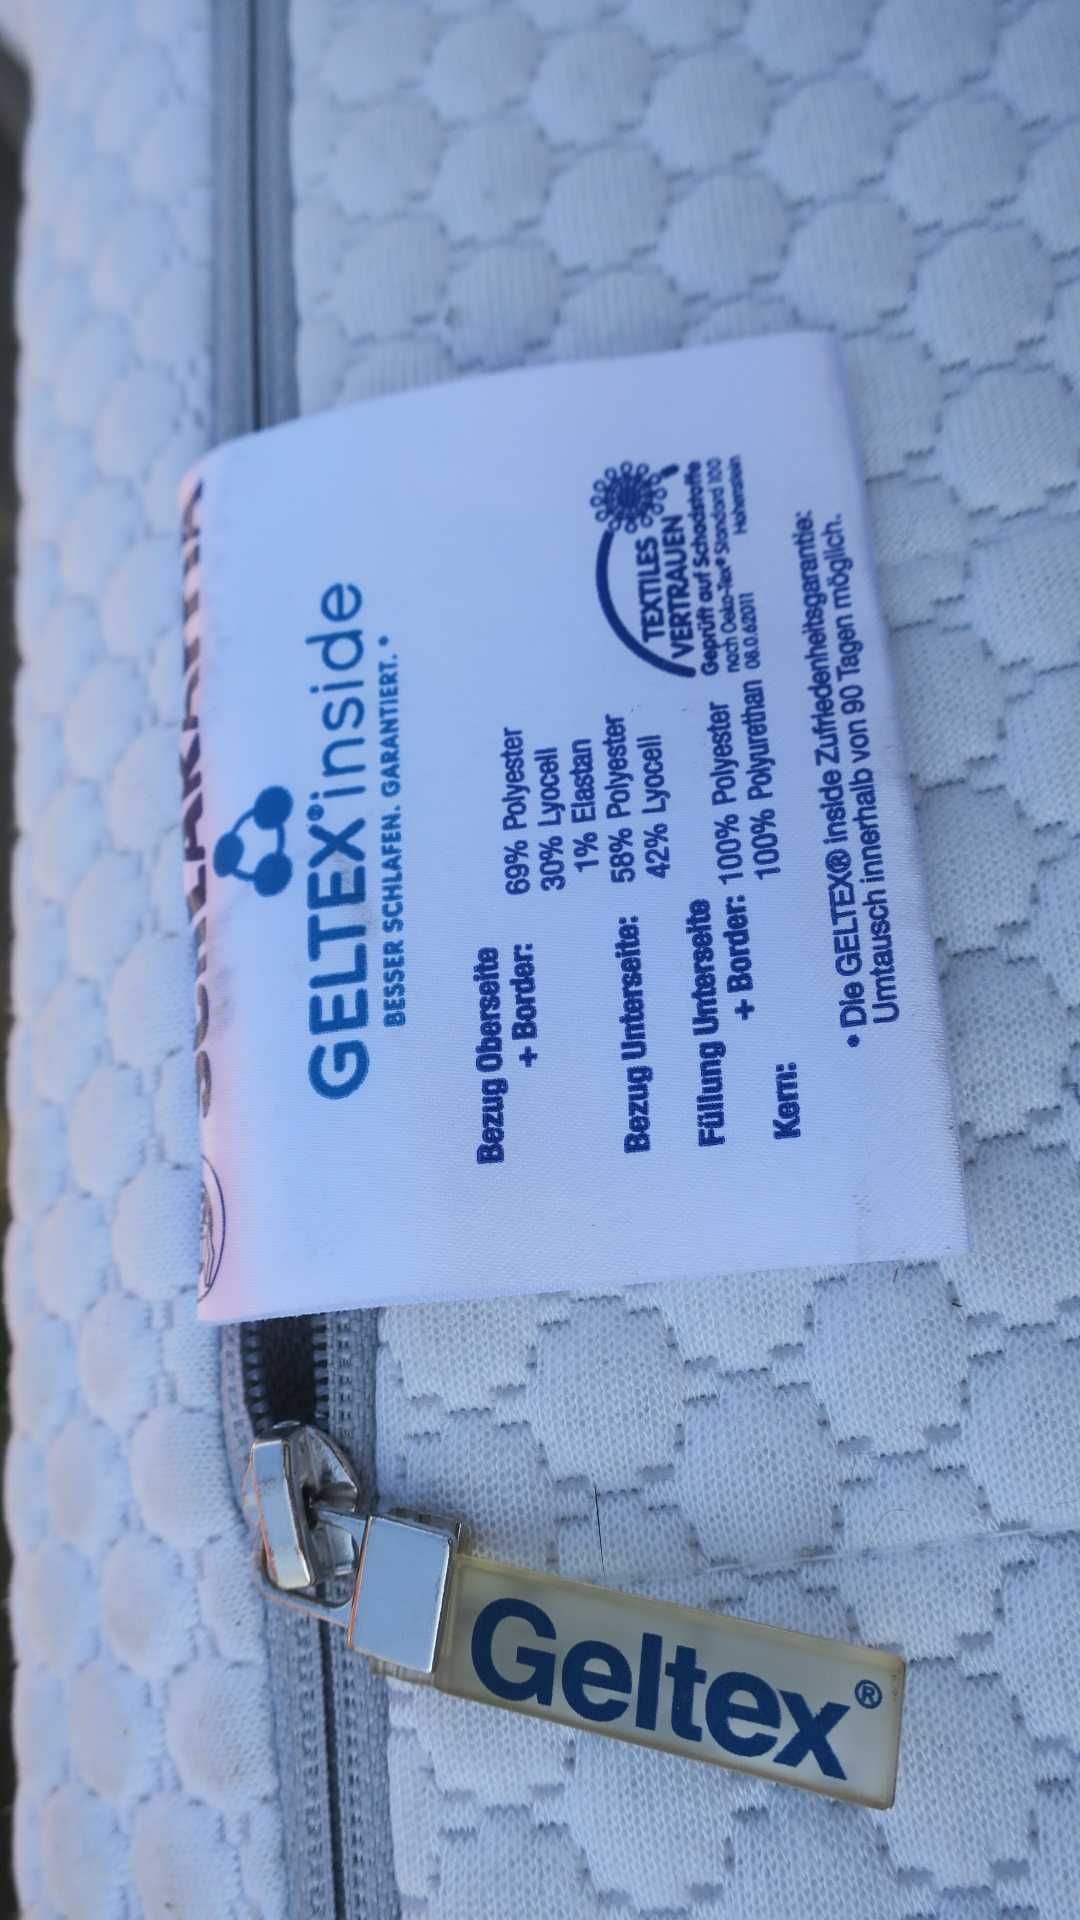 SCHLARAFFIA
GELTEX® inside
BESSER SCHLAFEN. GARANTIERT. •
Bezug Oberseite
+ Border: 69% Polyester
30% Lyocell
1% Elastan
Bezug Unterseite: 58% Polyester
42% Lyocell
Füllung Unterseite
+ Border: 100% Polyester
Kern: 100% Polyurethan
TEXTILES
VERTRAUEN
Geprüft auf Schadstoffe
nach Oeko-Tex® Standard 100
08.0.62011 Hohenstein
• Die GELTEX® inside Zufriedenheitsgarantie:
Umtausch innerhalb von 90 Tagen möglich.
Geltex®